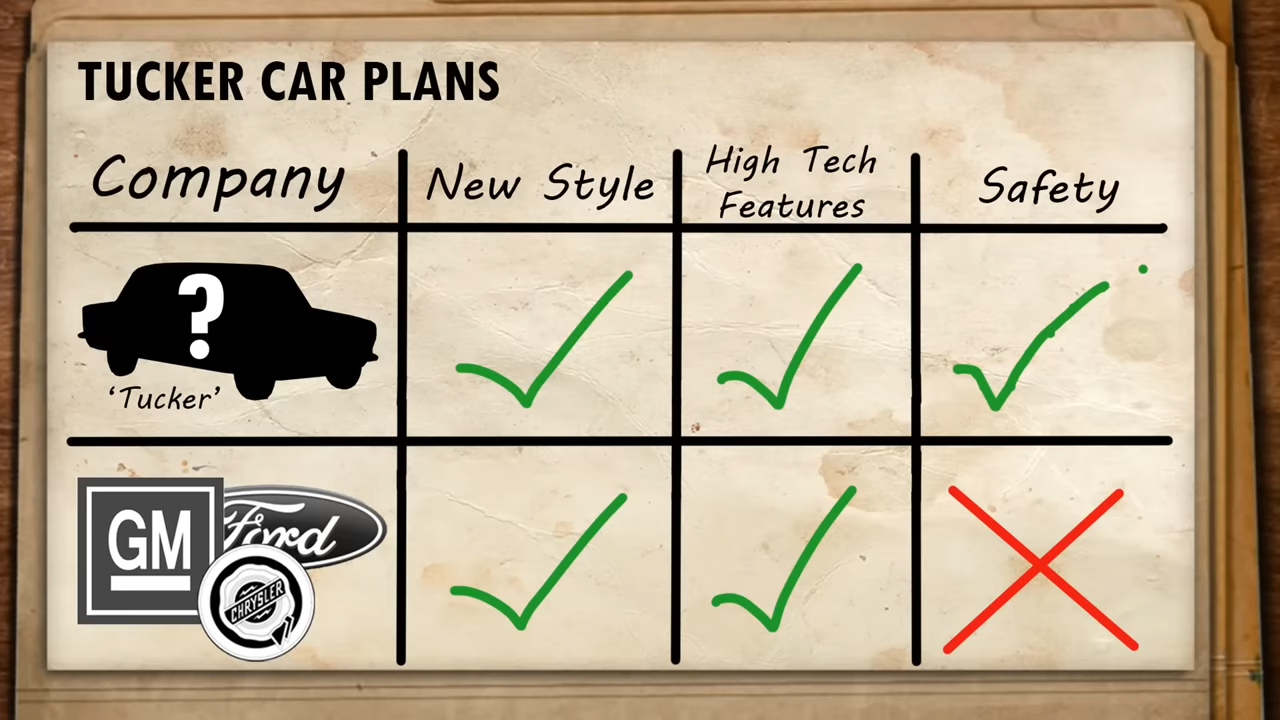 TUCKER CAR PLANS
Company
New Style
High Tech
Features
Safety
?
'Tucker'
GM
Ford
CHRYSLER